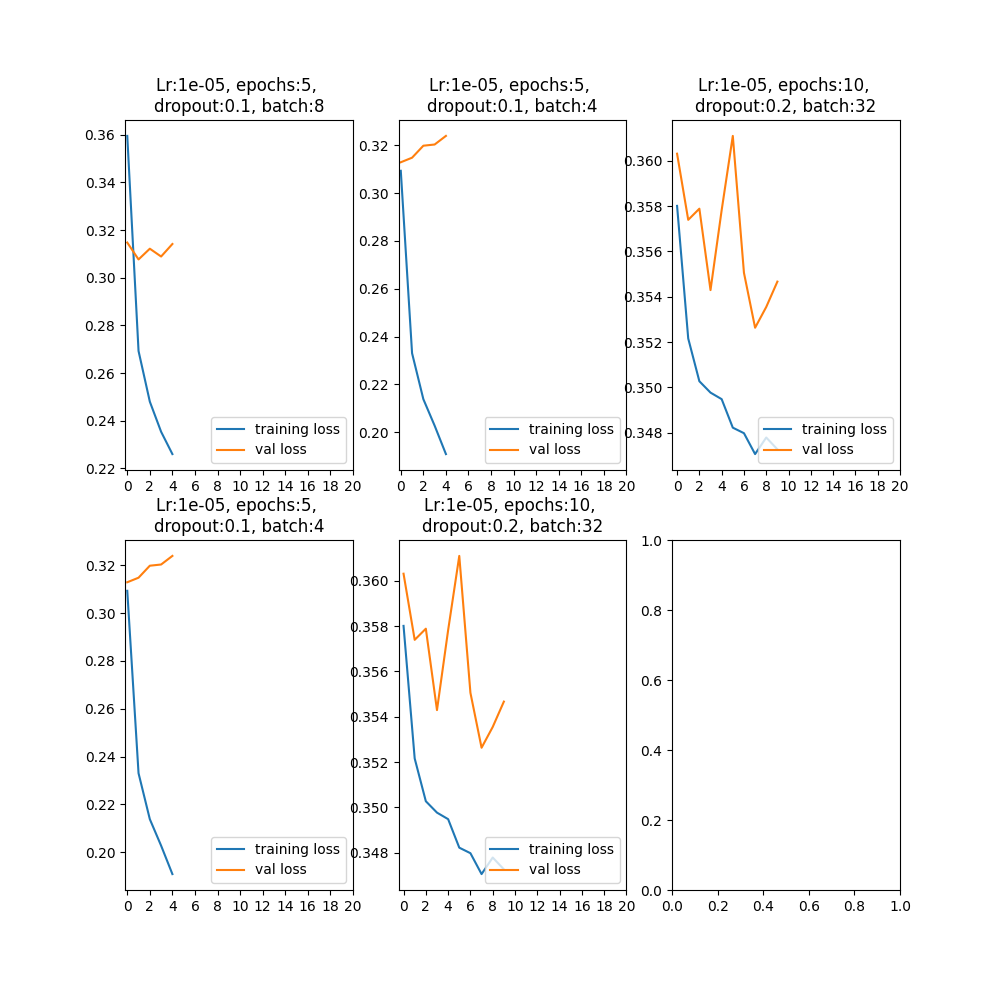 Lr:1e-05, epochs:5,
dropout:0.1, batch:8
0.36
0.34
0.32
0.30
0.28
0.26
0.24
0.22
0 2 4 6 8 10 12 14 16 18 20
training loss
val loss
Lr:1e-05, epochs:5,
dropout:0.1, batch:4
0.32
0.30
0.28
0.26
0.24
0.22
0.20
0 2 4 6 8 10 12 14 16 18 20
training loss
val loss
Lr:1e-05, epochs:10,
dropout:0.2, batch:32
0.360
0.358
0.356
0.354
0.352
0.350
0.348
0 2 4 6 8 10 12 14 16 18 20
training loss
val loss
Lr:1e-05, epochs:5,
dropout:0.1, batch:4
0.32
0.30
0.28
0.26
0.24
0.22
0.20
0 2 4 6 8 10 12 14 16 18 20
training loss
val loss
Lr:1e-05, epochs:10,
dropout:0.2, batch:32
0.360
0.358
0.356
0.354
0.352
0.350
0.348
0 2 4 6 8 10 12 14 16 18 20
training loss
val loss
1.0
0.8
0.6
0.4
0.2
0.0
0.0 0.2 0.4 0.6 0.8 1.0